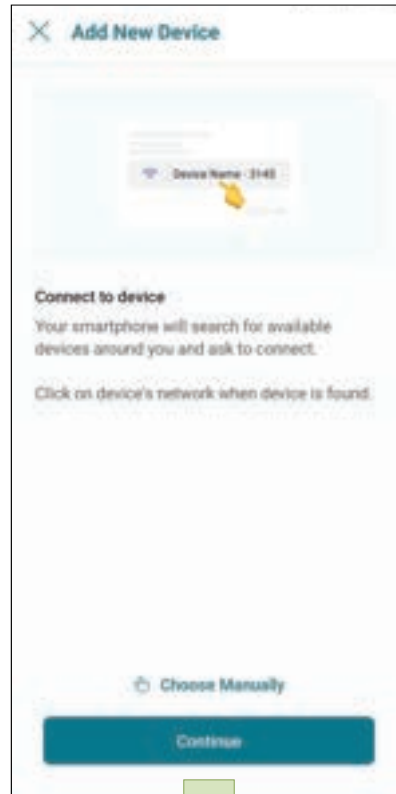 Add New Device
Device Name - 3145
Connect to device
Your smartphone will search for available
devices around you and ask to connect.
Click on device's network when device is found.
Choose Manually
Continue